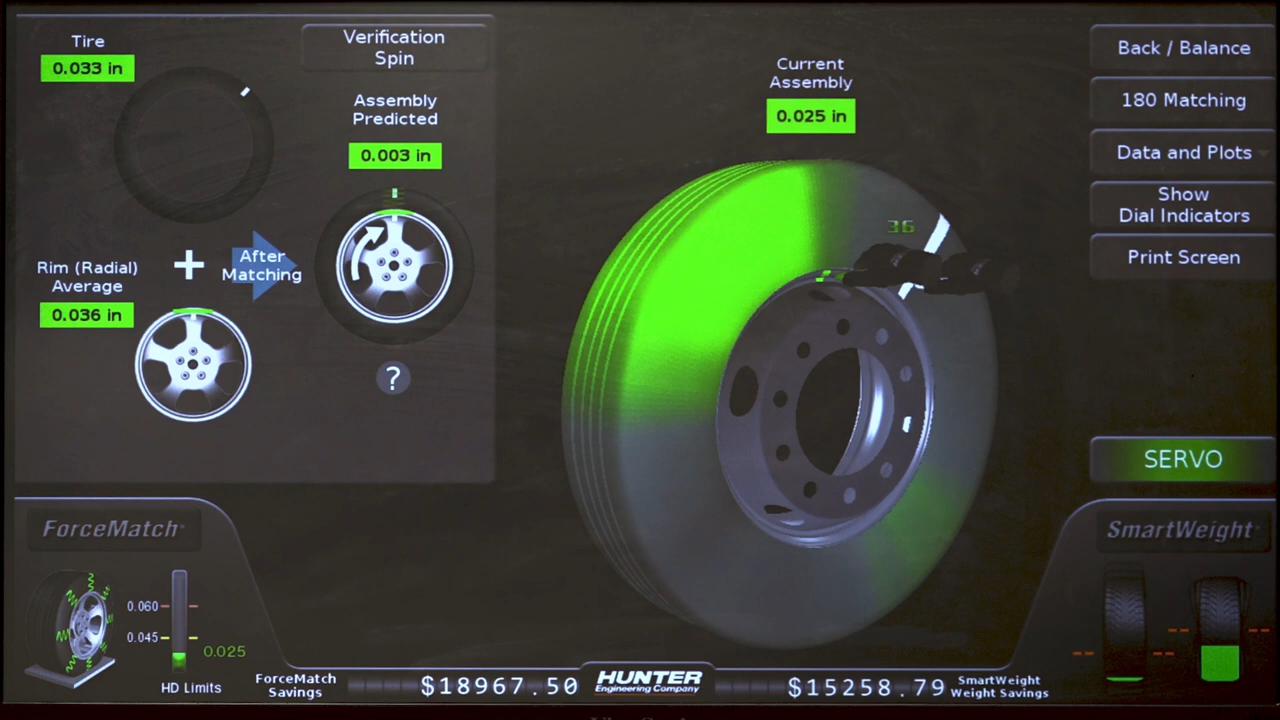 Tire
0.033 in
Verification
Spin
Assembly
Predicted
0.003 in
Rim (Radial)
Average
0.036 in
+
After
Matching
?
Current
Assembly
0.025 in
36
Back / Balance
180 Matching
Data and Plots
Show
Dial Indicators
Print Screen
SERVO
ForceMatch
0.060
0.045
0.025
HD Limits
ForceMatch
Savings
$18967.50
HUNTER
Engineering Company
$15258.79
SmartWeight
Weight Savings
SmartWeight